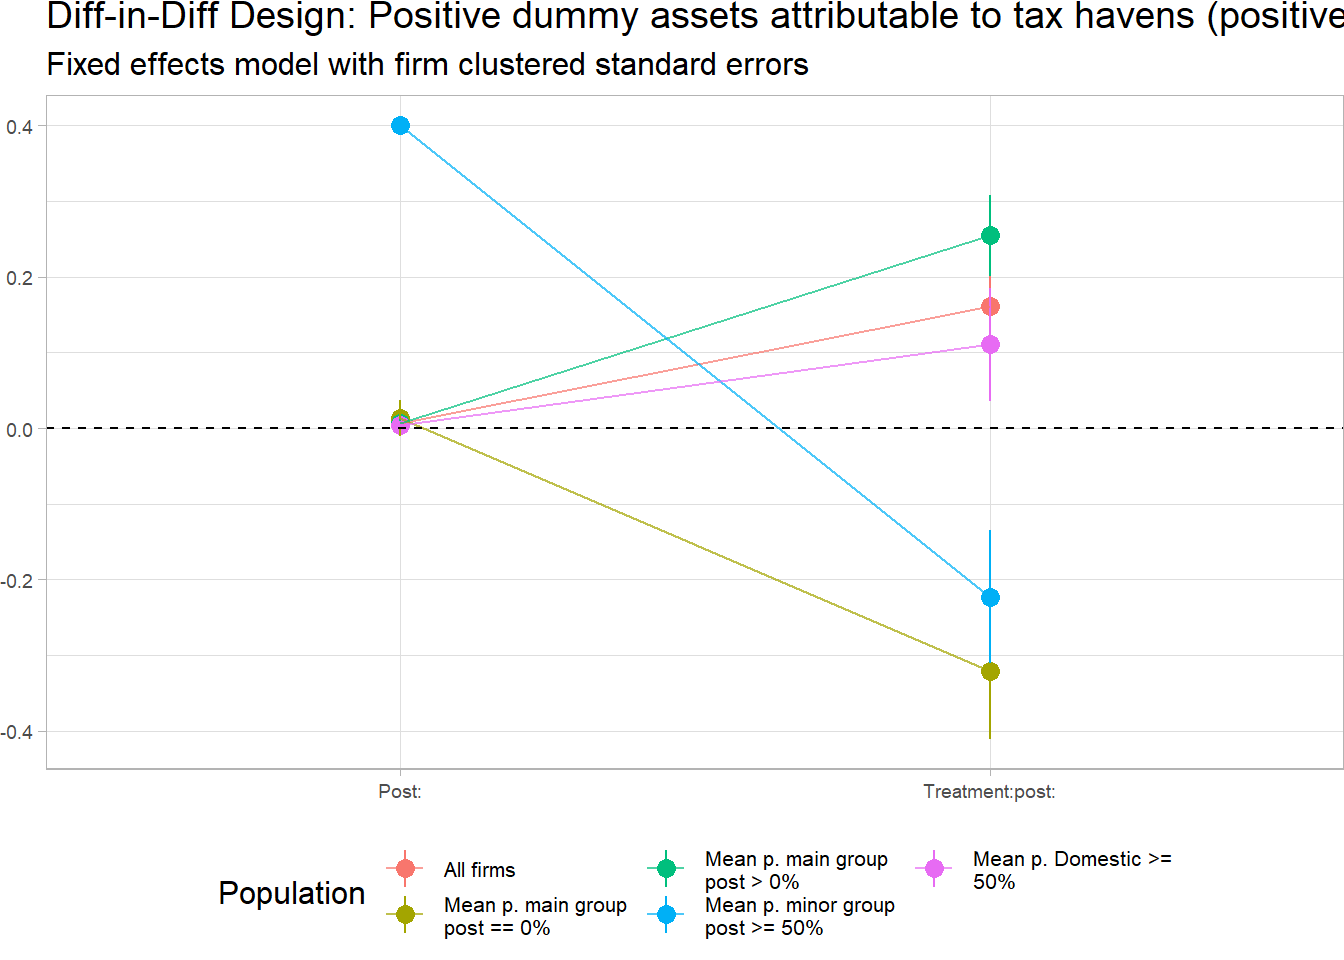 Diff-in-Diff Design: Positive dummy assets attributable to tax havens (positive
Fixed effects model with firm clustered standard errors
0.4
0.2
0.0
-0.2
-0.4
Post:
Treatment:post:
Population
All firms
Mean p. main group
post == 0%
Mean p. main group
post > 0%
Mean p. minor group
post >= 50%
Mean p. Domestic >=
50%